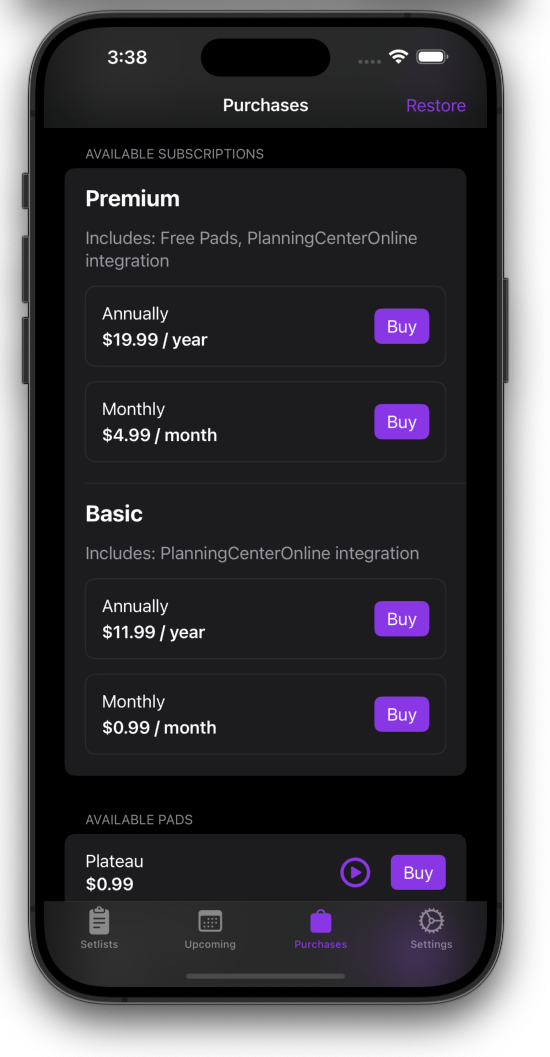 3:38
Purchases
Restore
AVAILABLE SUBSCRIPTIONS
Premium
Includes: Free Pads, PlanningCenterOnline
integration
Annually
$19.99 / year
Buy
Monthly
$4.99 / month
Buy
Basic
Includes: PlanningCenterOnline integration
Annually
$11.99 / year
Buy
Monthly
$0.99 / month
Buy
AVAILABLE PADS
Plateau
$0.99
Buy
Setlists
Upcoming
Purchases
Settings